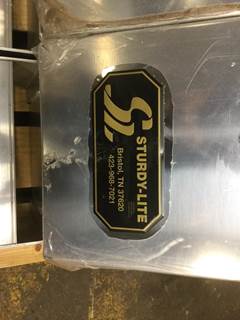 SL
STURDY-LITE
Bristol, TN 37620
423-968-7021